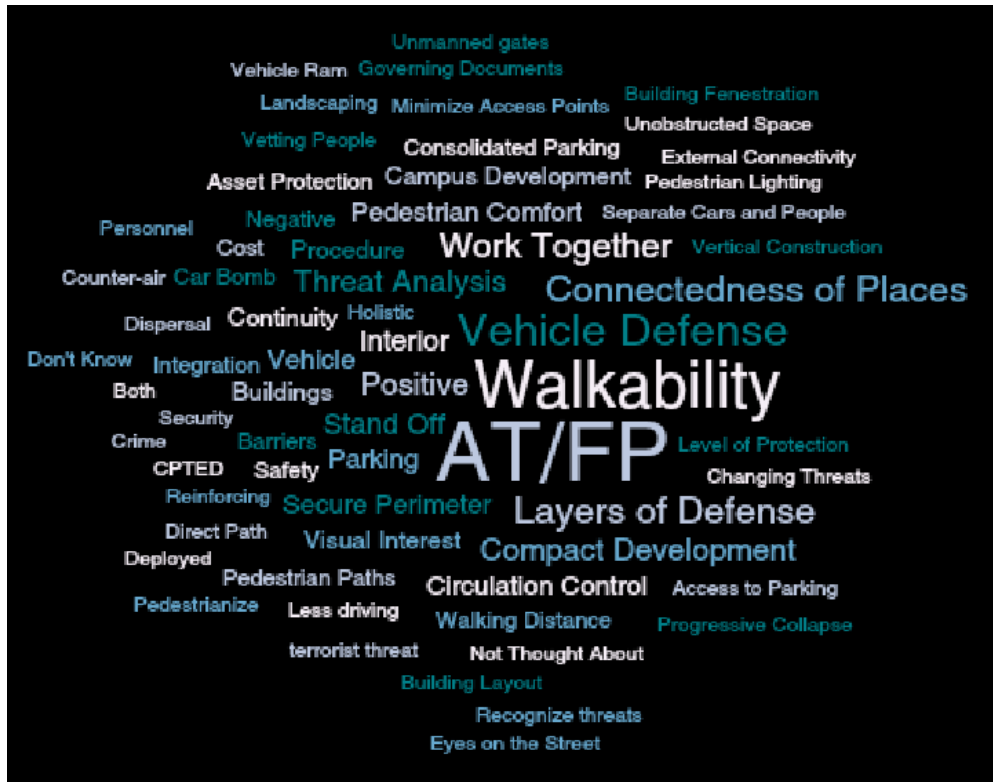 Unmanned gates
Vehicle Ram Governing Documents
Landscaping Minimize Access Points Building Fenestration
Unobstructed Space
Vetting People Consolidated Parking External Connectivity
Asset Protection Campus Development Pedestrian Lighting
Negative Pedestrian Comfort Separate Cars and People
Personnel
Cost Procedure Work Together Vertical Construction
Counter-air Car Bomb Threat Analysis Connectedness of Places
Dispersal Continuity Holistic Vehicle Defense
Interior
Don't Know Integration Vehicle
Both Buildings Positive Walkability
Security Stand Off
Crime Barriers AT/FP Level of Protection
CPTED Safety Parking Changing Threats
Reinforcing Secure Perimeter Layers of Defense
Direct Path Visual Interest Compact Development
Deployed
Pedestrian Paths Circulation Control Access to Parking
Pedestrianize Less driving Walking Distance Progressive Collapse
terrorist threat Not Thought About
Building Layout
Recognize threats
Eyes on the Street